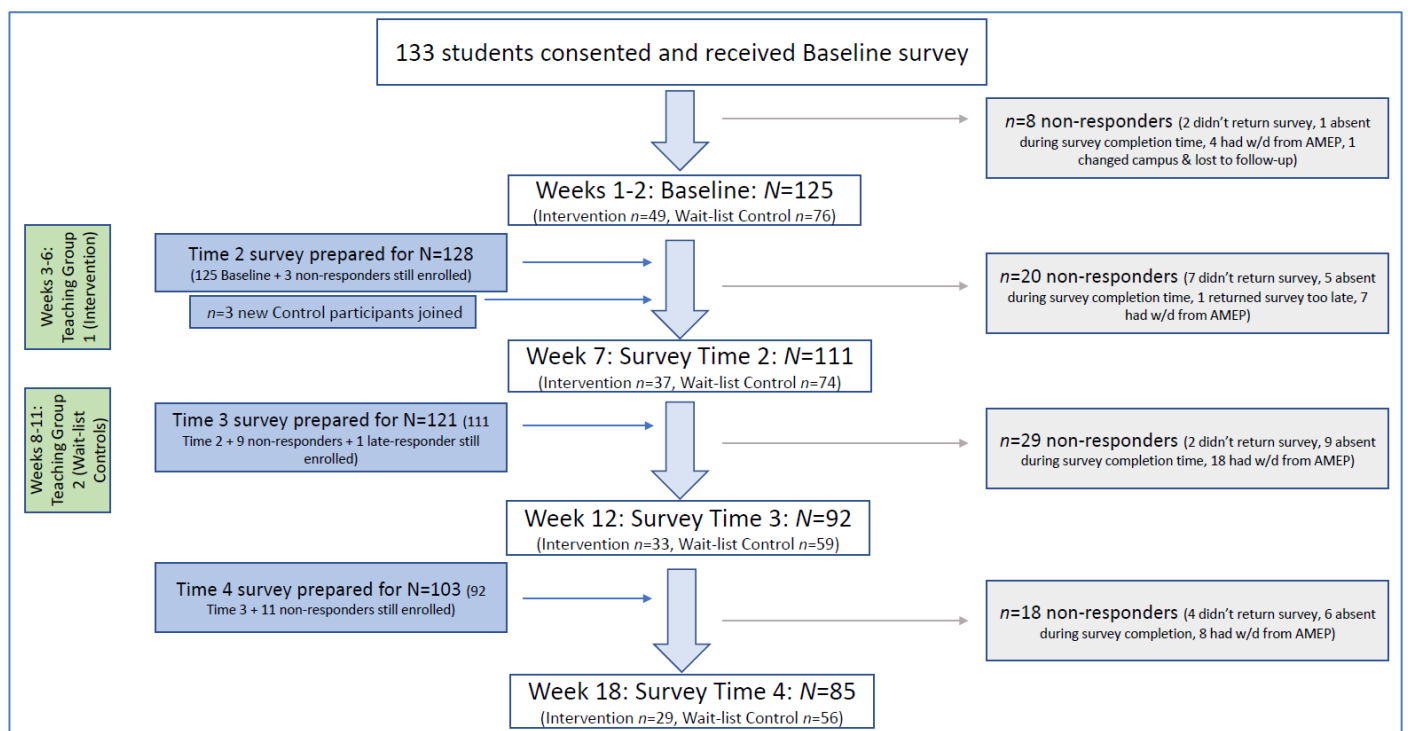 133 students consented and received Baseline survey
n=8 non-responders (2 didn't return survey, 1 absent
during survey completion time, 4 had w/d from AMEP, 1
changed campus & lost to follow-up)
Weeks 1-2: Baseline: N=125
(Intervention n=49, Wait-list Control n=76)
Weeks 3-6:
Teaching Group
1 (Intervention)
Time 2 survey prepared for N=128
(125 Baseline + 3 non-responders still enrolled)
n=3 new Control participants joined
n=20 non-responders (7 didn't return survey, 5 absent
during survey completion time, 1 returned survey too late, 7
had w/d from AMEP)
Week 7: Survey Time 2: N=111
(Intervention n=37, Wait-list Control n=74)
Weeks 8-11:
Teaching Group
2 (Wait-list
Controls)
Time 3 survey prepared for N=121 (111
Time 2 + 9 non-responders + 1 late-responder still
enrolled)
n=29 non-responders (2 didn't return survey, 9 absent
during survey completion time, 18 had w/d from AMEP)
Week 12: Survey Time 3: N=92
(Intervention n=33, Wait-list Control n=59)
Time 4 survey prepared for N=103 (92
Time 3 + 11 non-responders still enrolled)
n=18 non-responders (4 didn't return survey, 6 absent
during survey completion, 8 had w/d from AMEP)
Week 18: Survey Time 4: N=85
(Intervention n=29, Wait-list Control n=56)